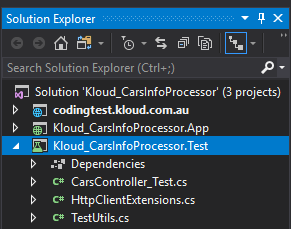 Solution Explorer
Search Solution Explorer (Ctrl+;)
Solution 'Kloud_CarsInfoProcessor' (3 projects)
codingtest.kloud.com.au
Kloud_CarsInfoProcessor.App
Kloud_CarsInfoProcessor.Test
Dependencies
C# CarsController_Test.cs
C# HttpClientExtensions.cs
C# TestUtils.cs